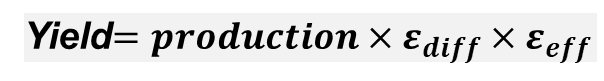 Yield= production × ε_diff × ε_eff